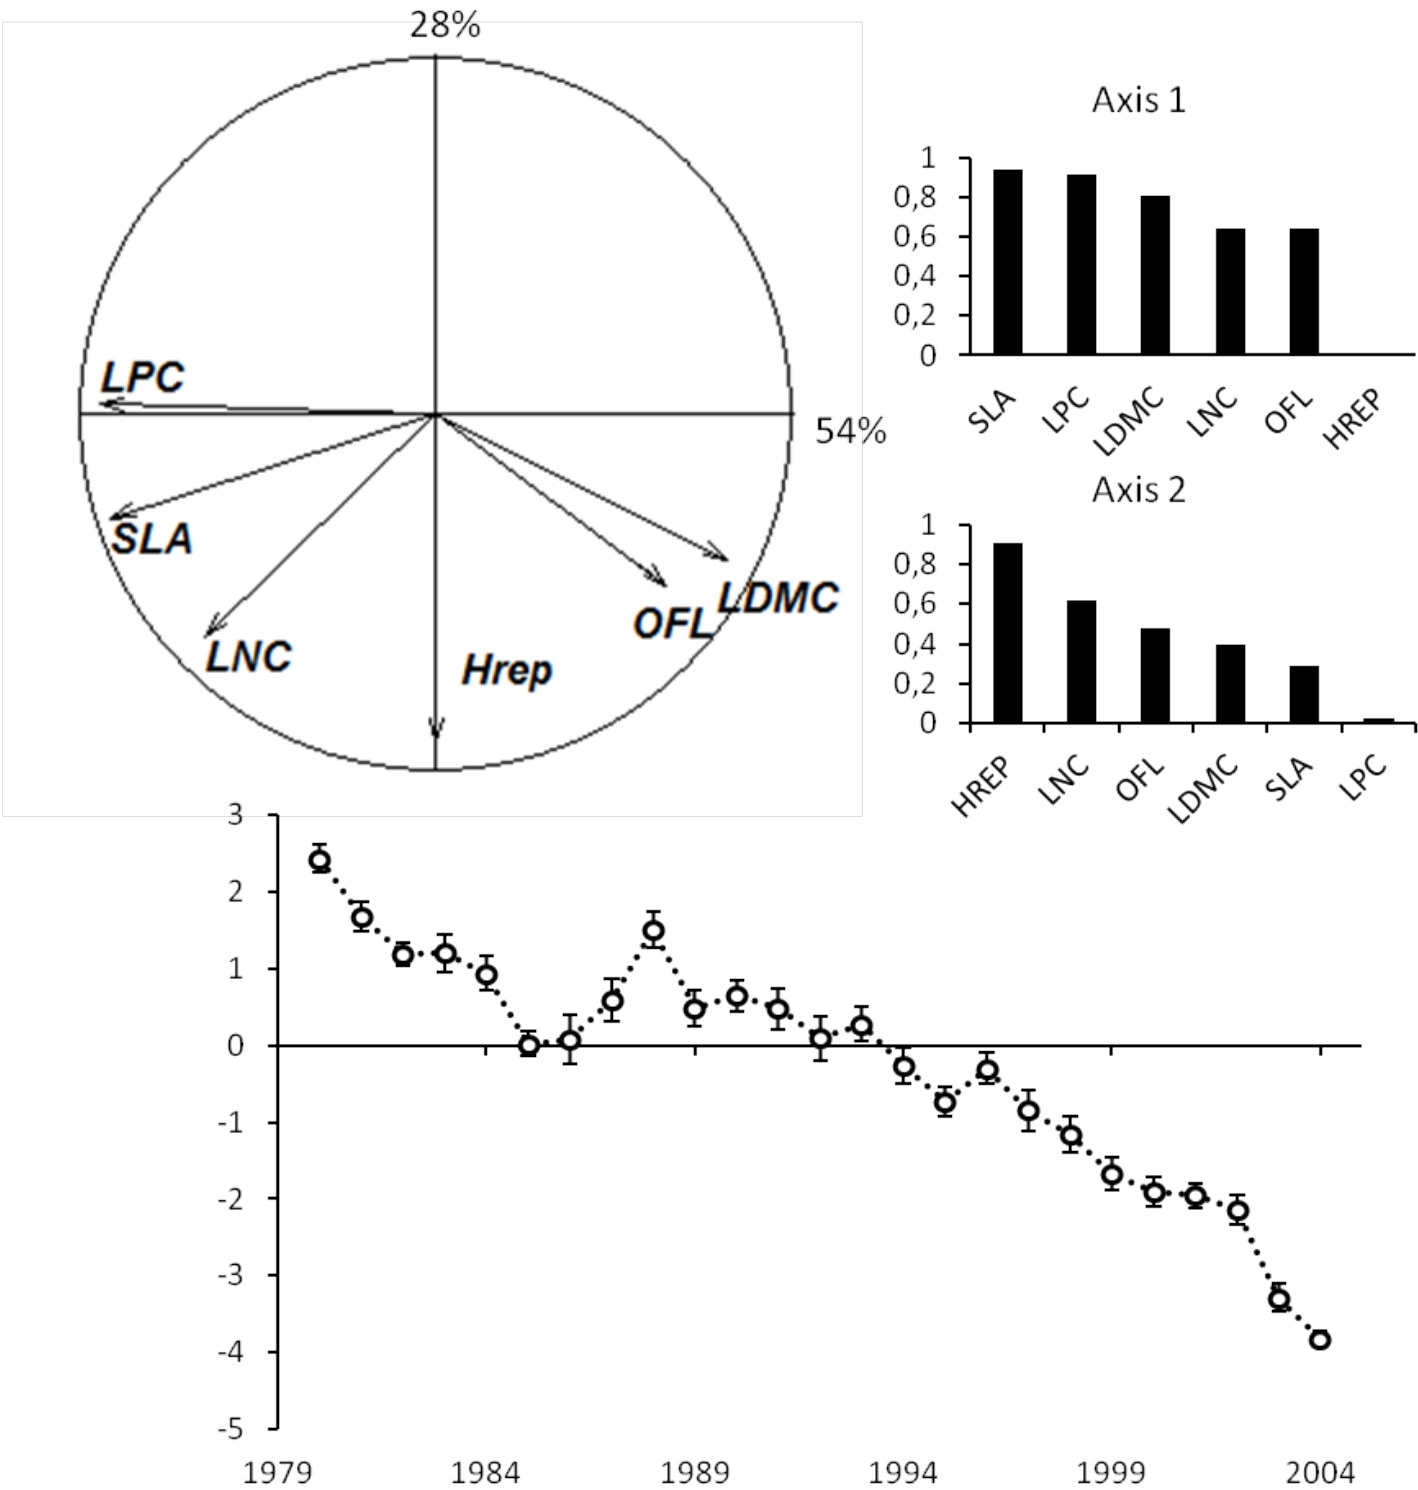 28%
54%
LPC
SLA
LNC
Hrep
OFL
LDMC
Axis 1
1
0,8
0,6
0,4
0,2
0
SLA LPC LDMC LNC OFL HREP
Axis 2
1
0,8
0,6
0,4
0,2
0
HREP LNC OFL LDMC SLA LPC
3
2
1
0
-1
-2
-3
-4
-5
1979 1984 1989 1994 1999 2004